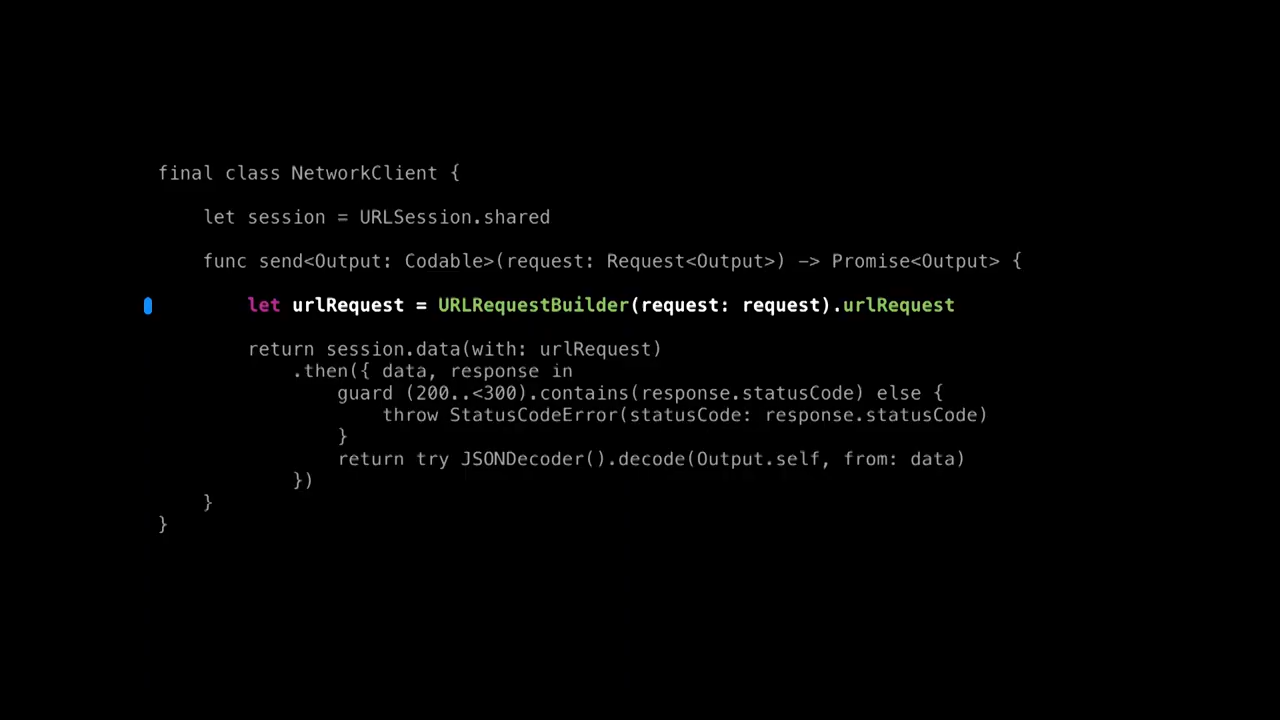 final class NetworkClient {
let session = URLSession.shared
func send<Output: Codable>(request: Request<Output>) -> Promise<Output> {
let urlRequest = URLRequestBuilder(request: request).urlRequest
return session.data(with: urlRequest)
.then({ data, response in
guard (200..<300).contains(response.statusCode) else {
throw StatusCodeError(statusCode: response.statusCode)
}
return try JSONDecoder().decode(Output.self, from: data)
})
}
}